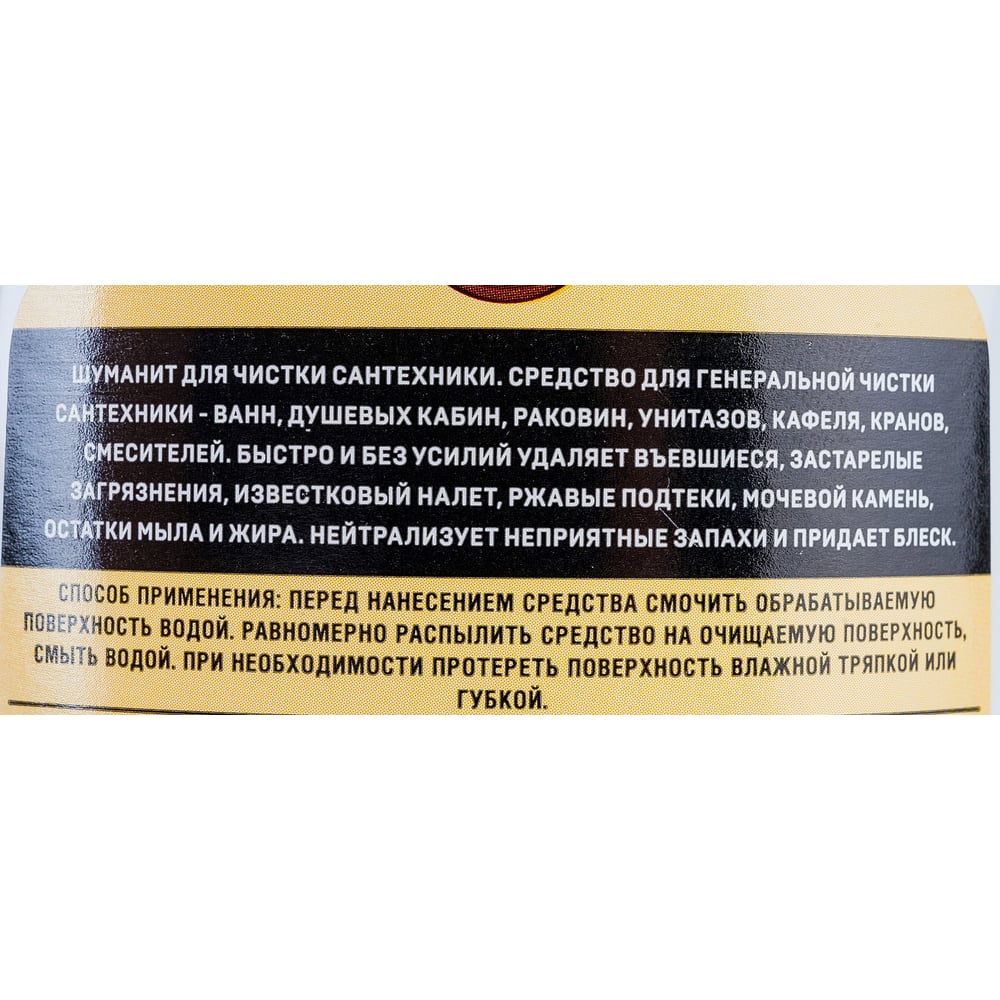 ШУМАНИТ ДЛЯ ЧИСТКИ САНТЕХНИКИ. СРЕДСТВО ДЛЯ ГЕНЕРАЛЬНОЙ ЧИСТКИ
САНТЕХНИКИ - ВАНН, ДУШЕВЫХ КАБИН, РАКОВИН, УНИТАЗОВ, КАФЕЛЯ, КРАНОВ,
СМЕСИТЕЛЕЙ. БЫСТРО И БЕЗ УСИЛИЙ УДАЛЯЕТ ВЪЕВШИЕСЯ, ЗАСТАРЕЛЫЕ
ЗАГРЯЗНЕНИЯ, ИЗВЕСТКОВЫЙ НАЛЕТ, РЖАВЫЕ ПОДТЕКИ, МОЧЕВОЙ КАМЕНЬ,
ОСТАТКИ МЫЛА И ЖИРА. НЕЙТРАЛИЗУЕТ НЕПРИЯТНЫЕ ЗАПАХИ И ПРИДАЕТ БЛЕСК.
СПОСОБ ПРИМЕНЕНИЯ: ПЕРЕД НАНЕСЕНИЕМ СРЕДСТВА СМОЧИТЬ ОБРАБАТЫВАЕМУЮ
ПОВЕРХНОСТЬ ВОДОЙ. РАВНОМЕРНО РАСПЫЛИТЬ СРЕДСТВО НА ОЧИЩАЕМУЮ ПОВЕРХНОСТЬ,
СМЫТЬ ВОДОЙ. ПРИ НЕОБХОДИМОСТИ ПРОТЕРЕТЬ ПОВЕРХНОСТЬ ВЛАЖНОЙ ТРЯПКОЙ ИЛИ
ГУБКОЙ.